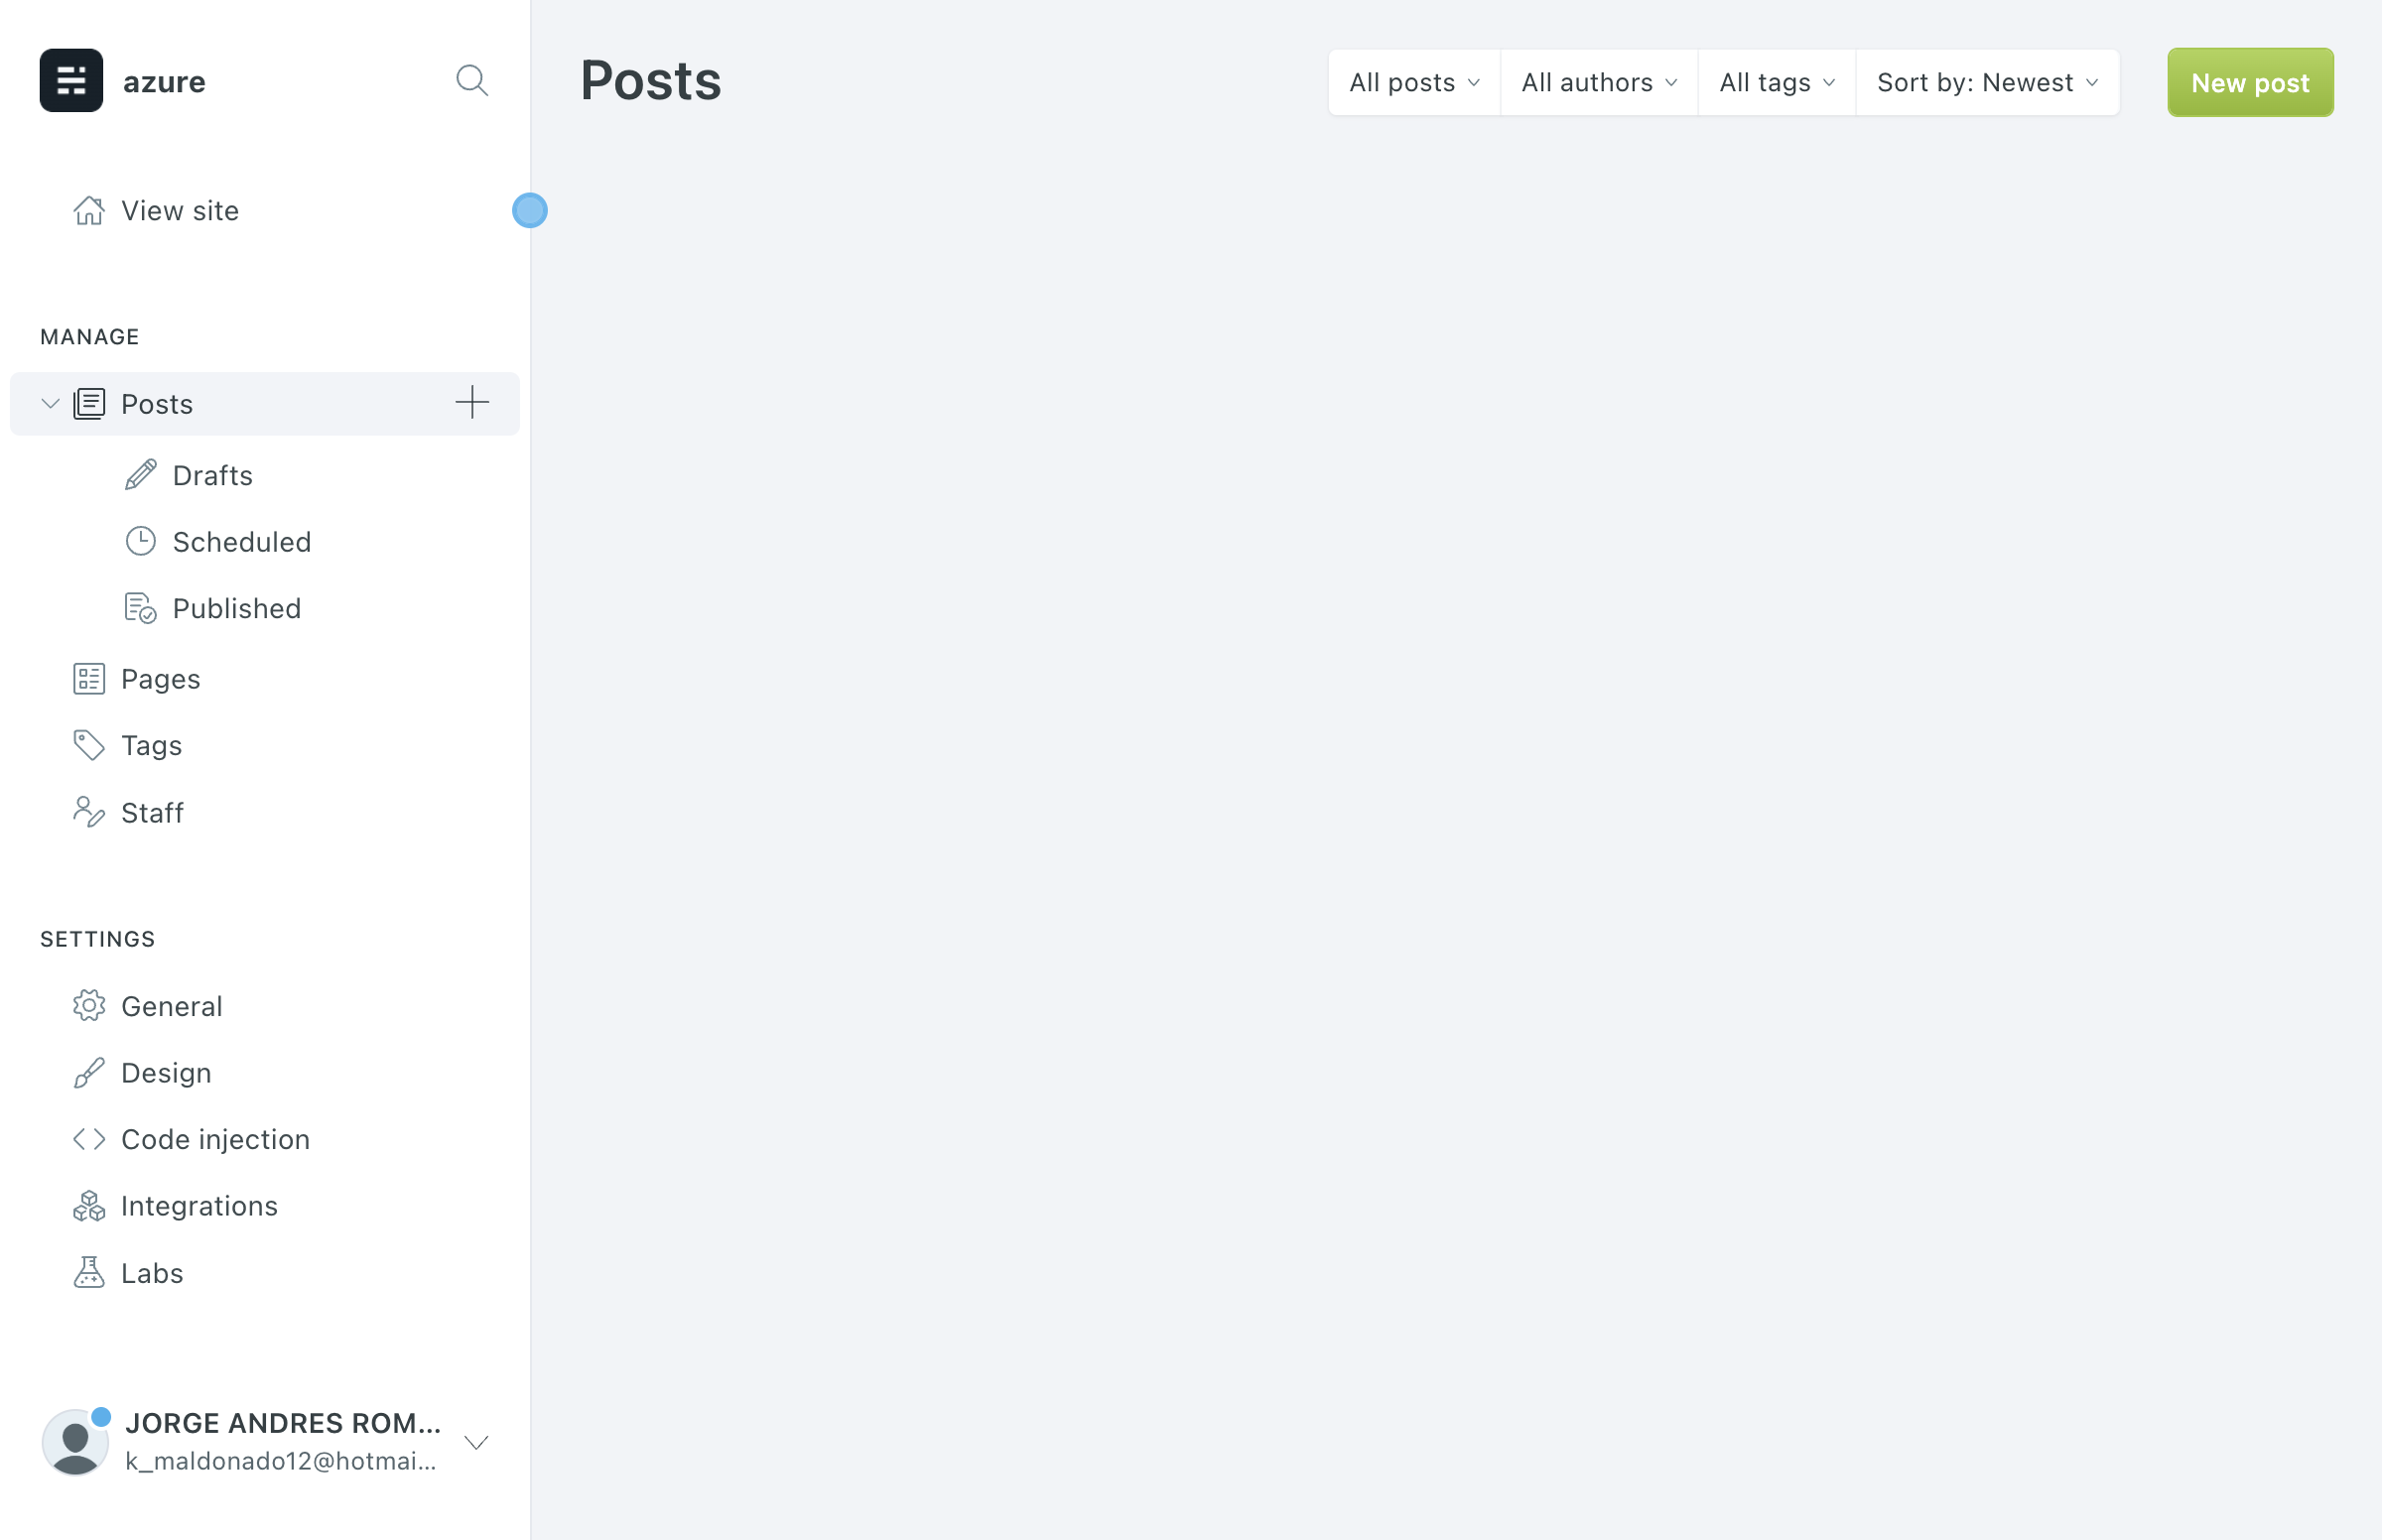 azure
View site
MANAGE
Posts
Drafts
Scheduled
Published
Pages
Tags
Staff
SETTINGS
General
Design
Code injection
Integrations
Labs
JORGE ANDRES ROM...
k_maldonado12@hotmai...
Posts
All posts
All authors
All tags
Sort by: Newest
New post